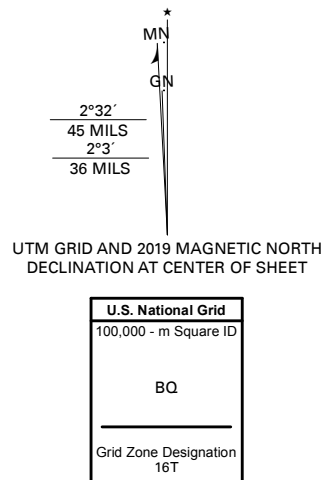 MN
GN
2°32´
45 MILS
2°3´
36 MILS
UTM GRID AND 2019 MAGNETIC NORTH
DECLINATION AT CENTER OF SHEET
U.S. National Grid
100,000 - m Square ID
BQ
Grid Zone Designation
16T